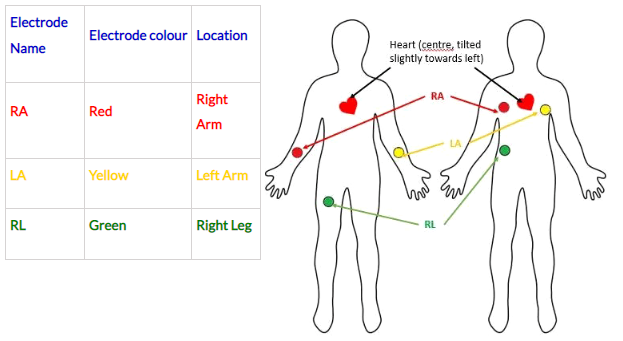 Electrode
Name
Electrode colour
Location
RA
Red
Right
Arm
LA
Yellow
Left Arm
RL
Green
Right Leg
Heart (centre, tilted
slightly towards left)
RA
LA
RL